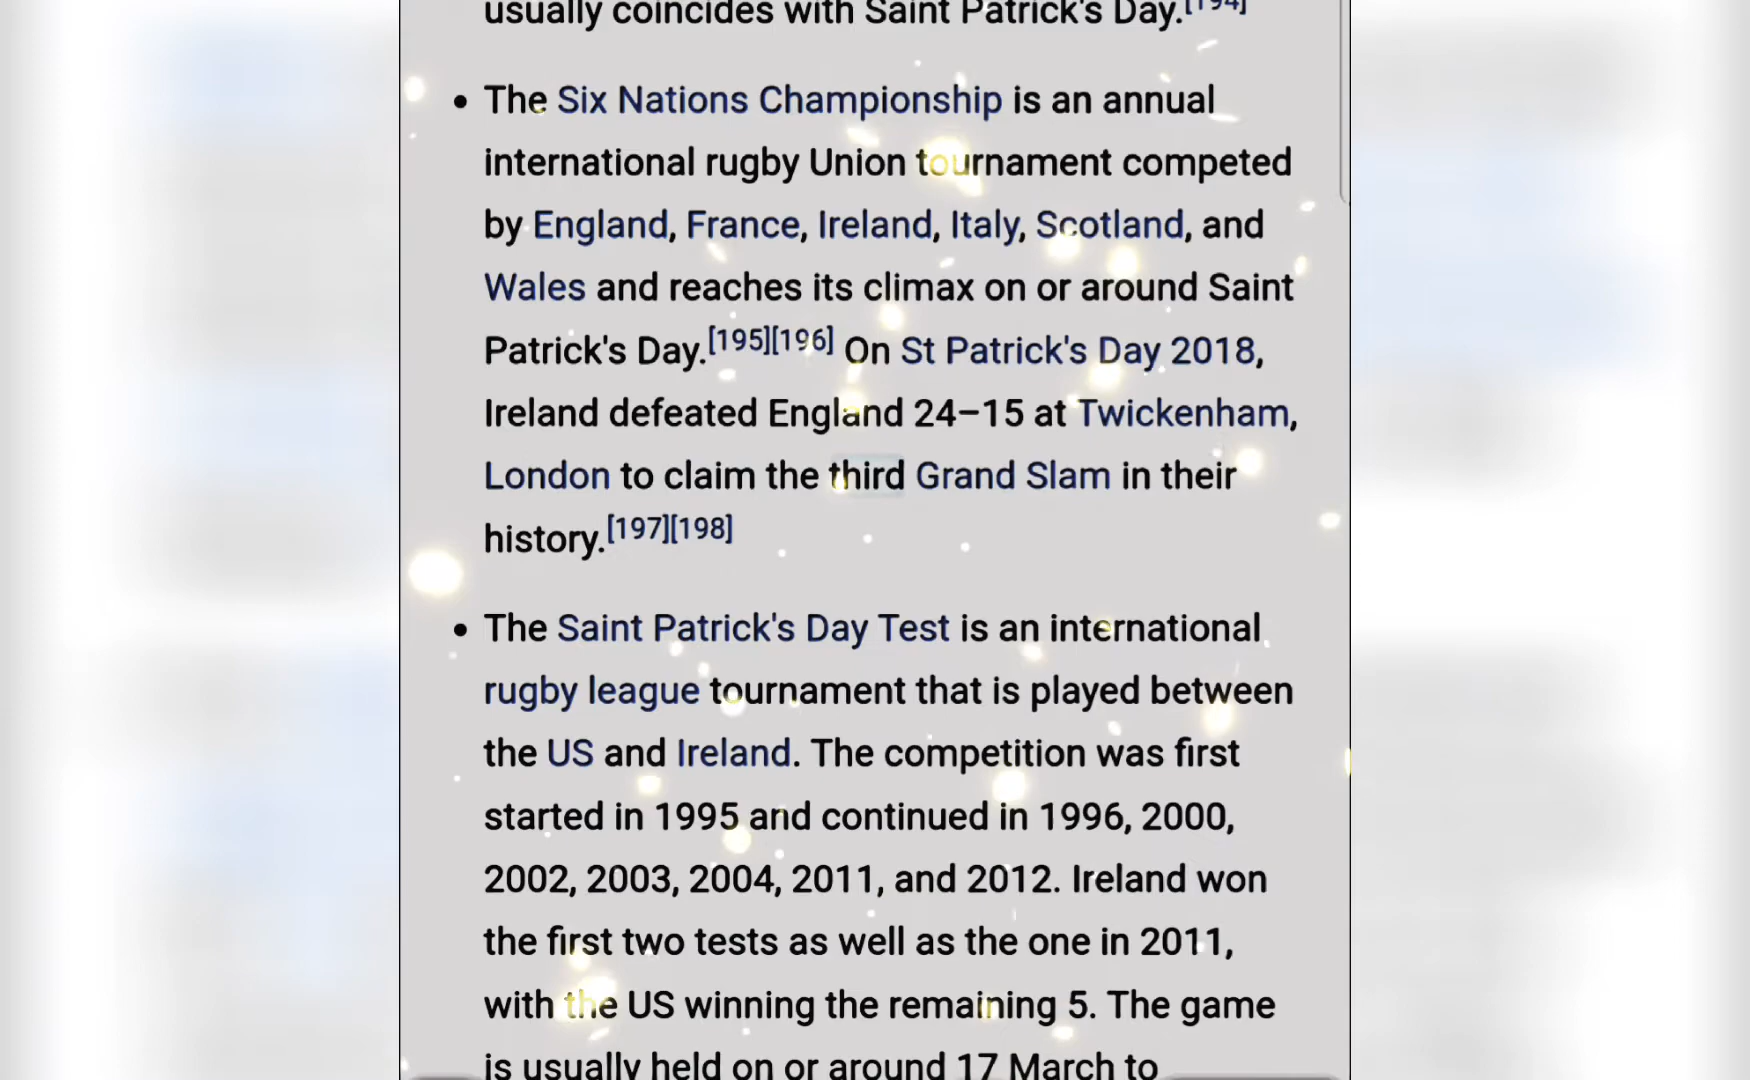 usually coincides with Saint Patrick's Day.[194]
• The Six Nations Championship is an annual
international rugby Union tournament competed
by England, France, Ireland, Italy, Scotland, and
Wales and reaches its climax on or around Saint
Patrick's Day.[195][196] On St Patrick's Day 2018,
Ireland defeated England 24–15 at Twickenham,
London to claim the third Grand Slam in their
history.[197][198]
• The Saint Patrick's Day Test is an international
rugby league tournament that is played between
the US and Ireland. The competition was first
started in 1995 and continued in 1996, 2000,
2002, 2003, 2004, 2011, and 2012. Ireland won
the first two tests as well as the one in 2011,
with the US winning the remaining 5. The game
is usually held on or around 17 March to